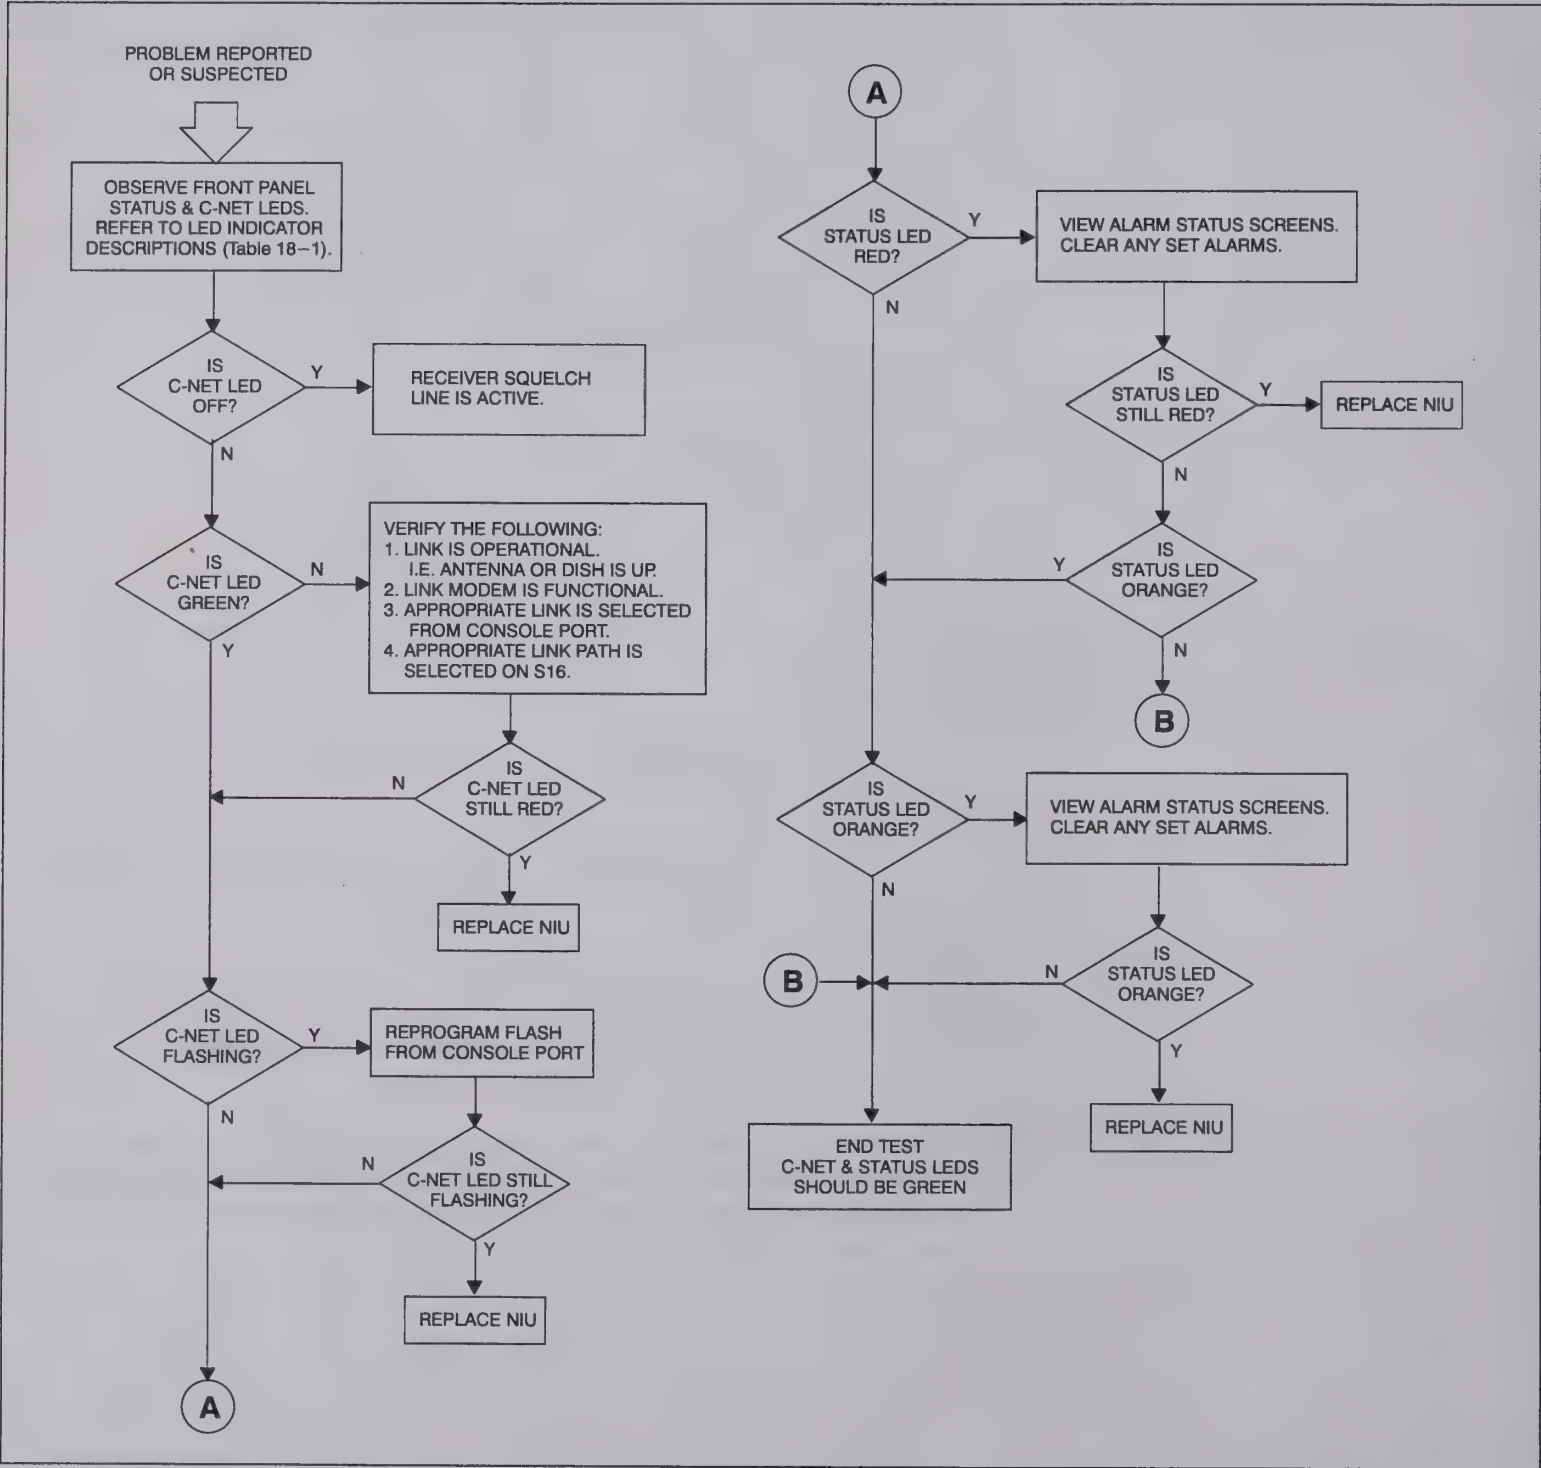 PROBLEM REPORTED
OR SUSPECTED
OBSERVE FRONT PANEL
STATUS & C-NET LEDS.
REFER TO LED INDICATOR
DESCRIPTIONS (Table 18–1).
IS
C-NET LED
OFF?
Y
RECEIVER SQUELCH
LINE IS ACTIVE.
N
IS
C-NET LED
GREEN?
N
VERIFY THE FOLLOWING:
1. LINK IS OPERATIONAL.
I.E. ANTENNA OR DISH IS UP.
2. LINK MODEM IS FUNCTIONAL.
3. APPROPRIATE LINK IS SELECTED
FROM CONSOLE PORT.
4. APPROPRIATE LINK PATH IS
SELECTED ON S16.
Y
IS
C-NET LED
STILL RED?
N
Y
REPLACE NIU
IS
C-NET LED
FLASHING?
Y
REPROGRAM FLASH
FROM CONSOLE PORT
N
IS
C-NET LED STILL
FLASHING?
N
Y
REPLACE NIU
A
A
IS
STATUS LED
RED?
Y
VIEW ALARM STATUS SCREENS.
CLEAR ANY SET ALARMS.
N
IS
STATUS LED
STILL RED?
Y
REPLACE NIU
N
IS
STATUS LED
ORANGE?
Y
N
B
IS
STATUS LED
ORANGE?
Y
VIEW ALARM STATUS SCREENS.
CLEAR ANY SET ALARMS.
N
B
IS
STATUS LED
ORANGE?
N
Y
REPLACE NIU
END TEST
C-NET & STATUS LEDS
SHOULD BE GREEN